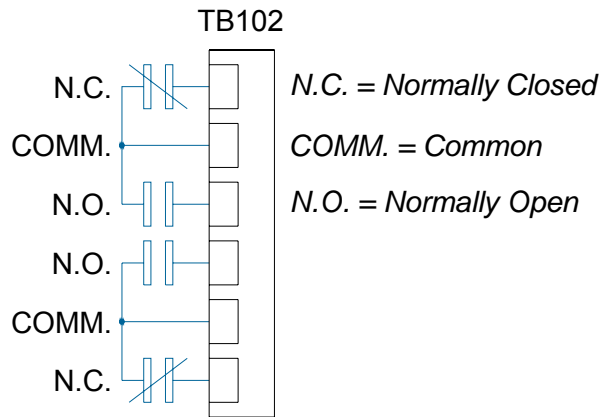 TB102
N.C. N.C. = Normally Closed
COMM. COMM. = Common
N.O. N.O. = Normally Open
N.O.
COMM.
N.C.